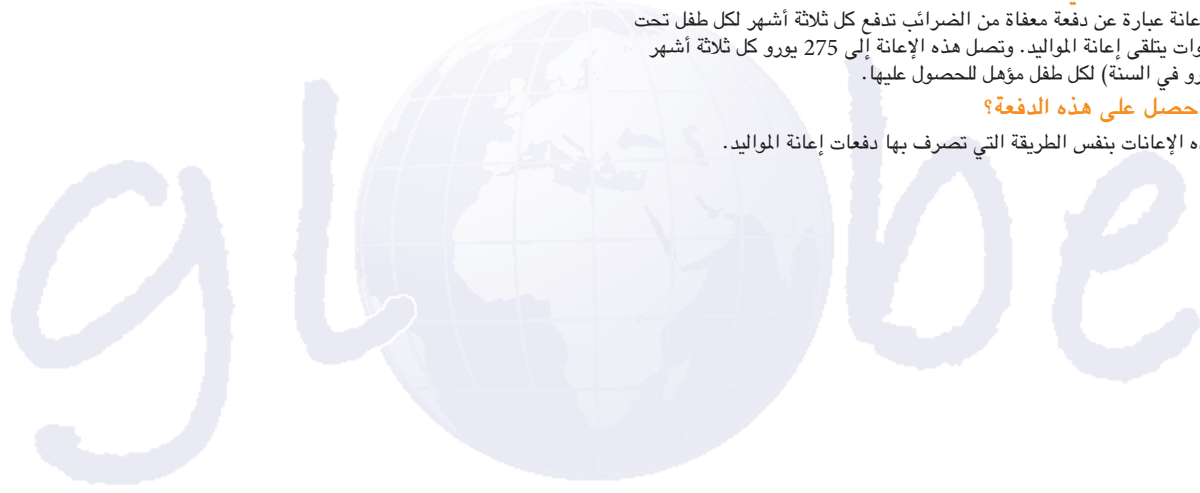 عانة عبارة عن دفعة معفاة من الضرائب تدفع كل ثلاثة أشهر لكل طفل تحت
وات يتلقى إعانة المواليد. وتصل هذه الإعانة إلى 275 يورو كل ثلاثة أشهر
رو في السنة) لكل طفل مؤهل للحصول عليها.
حصل على هذه الدفعة؟
ه الإعانات بنفس الطريقة التي تصرف بها دفعات إعانة المواليد.
globe